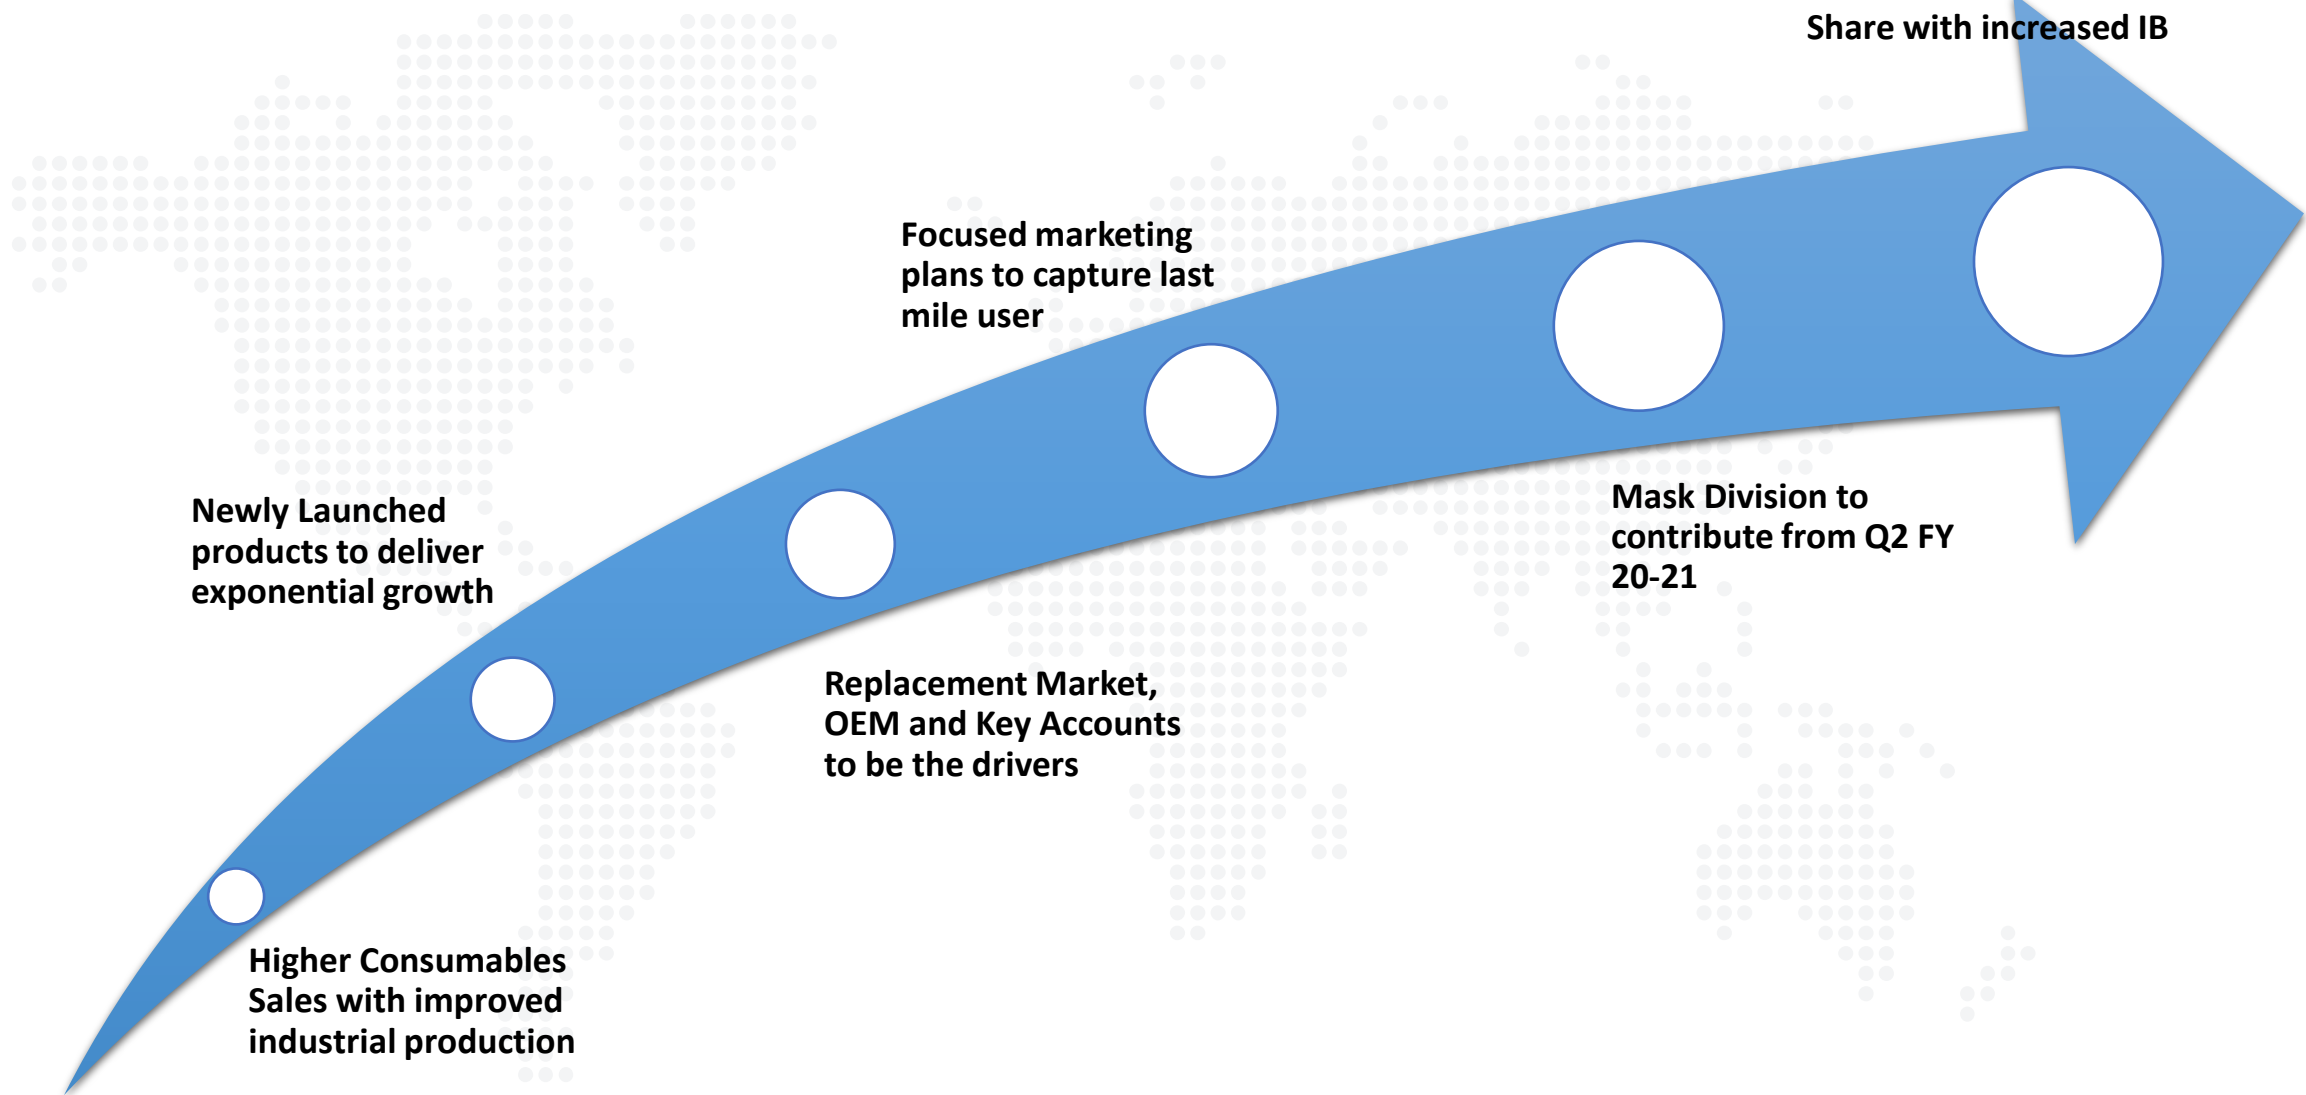 Share with increased IB
Focused marketing
plans to capture last
mile user
Newly Launched
products to deliver
exponential growth
Mask Division to
contribute from Q2 FY
20-21
Replacement Market,
OEM and Key Accounts
to be the drivers
Higher Consumables
Sales with improved
industrial production